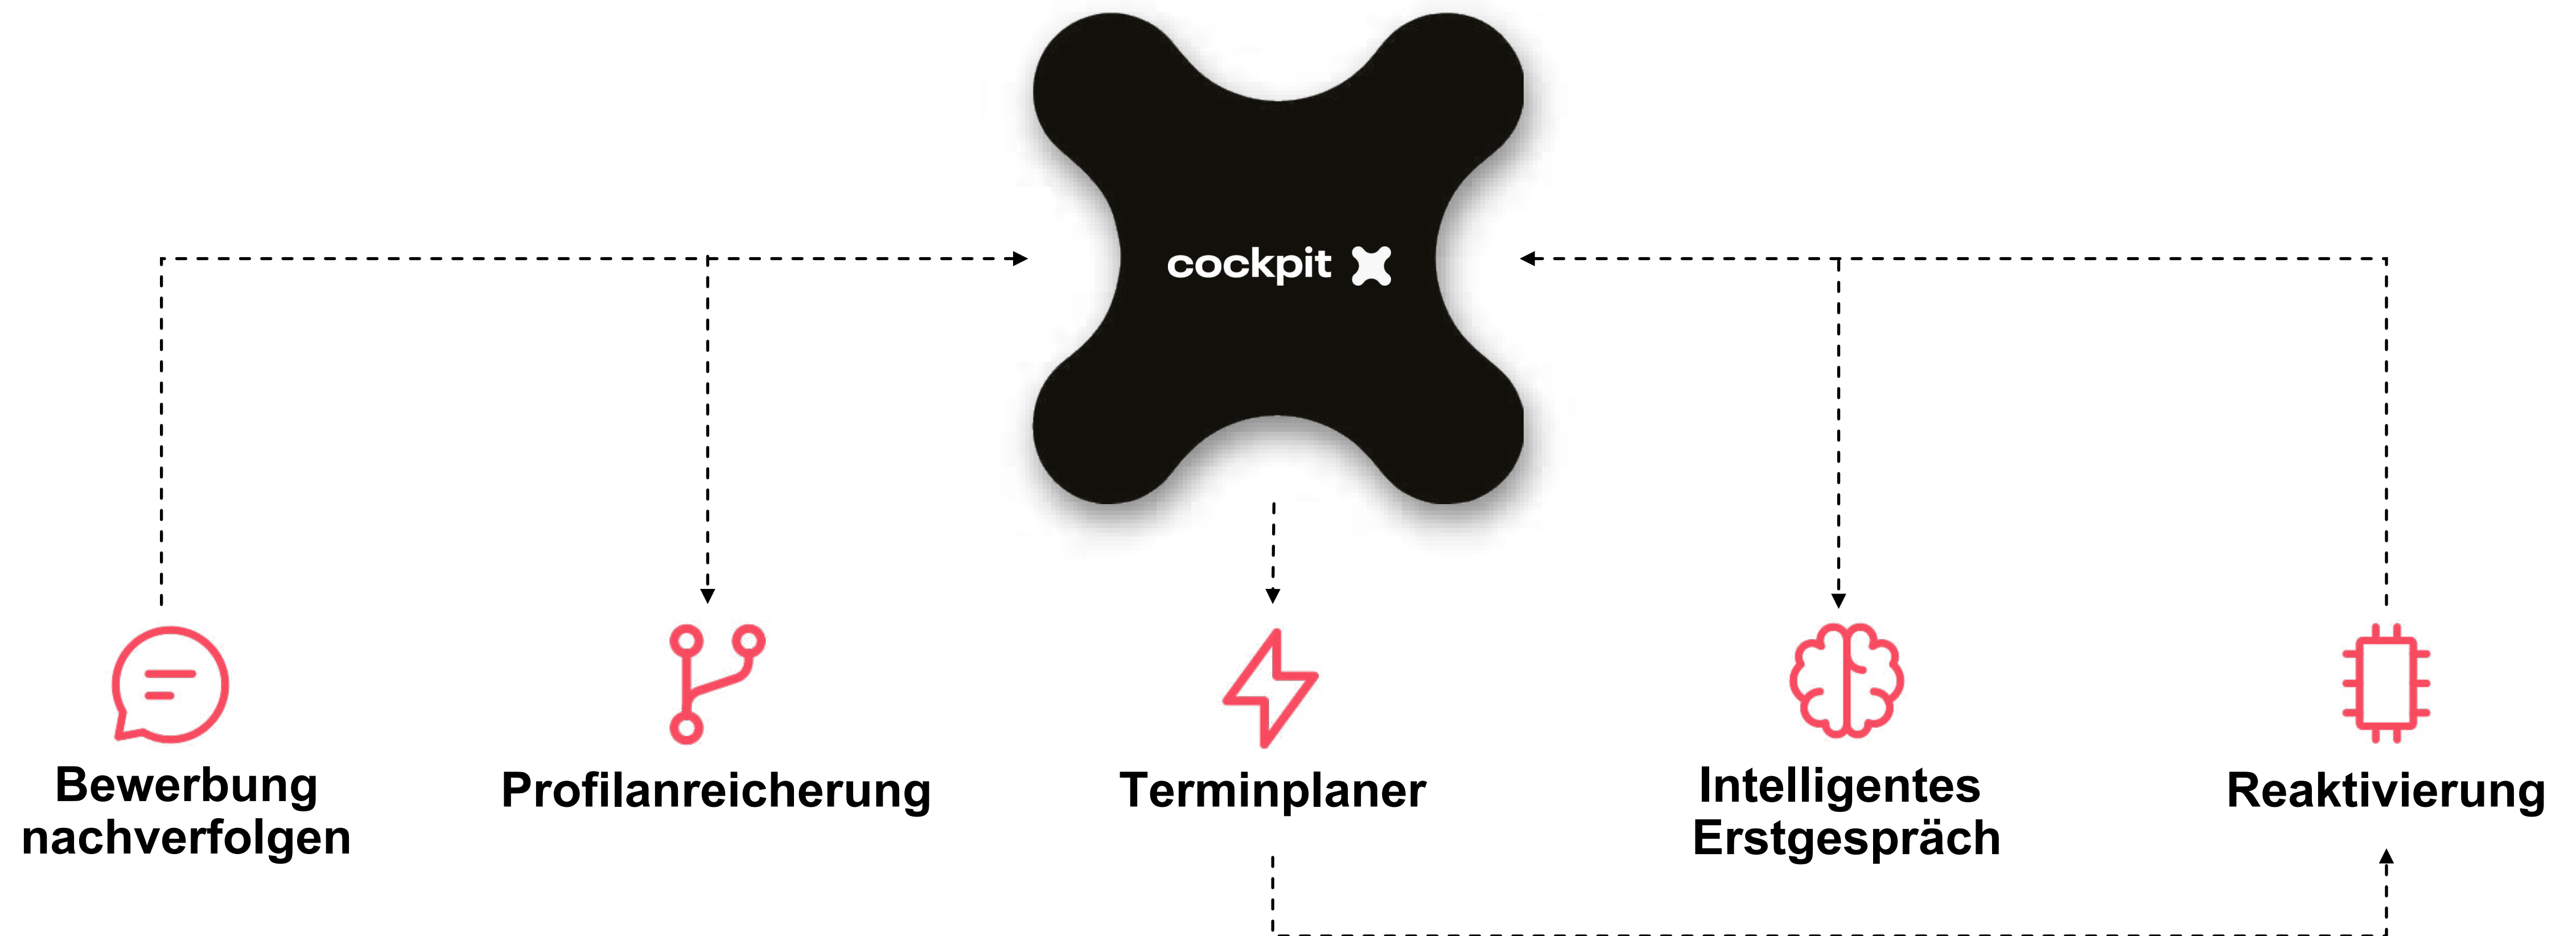 cockpit
Bewerbung
nachverfolgen
Profilanreicherung
Terminplaner
Intelligentes
Erstgespräch
Reaktivierung